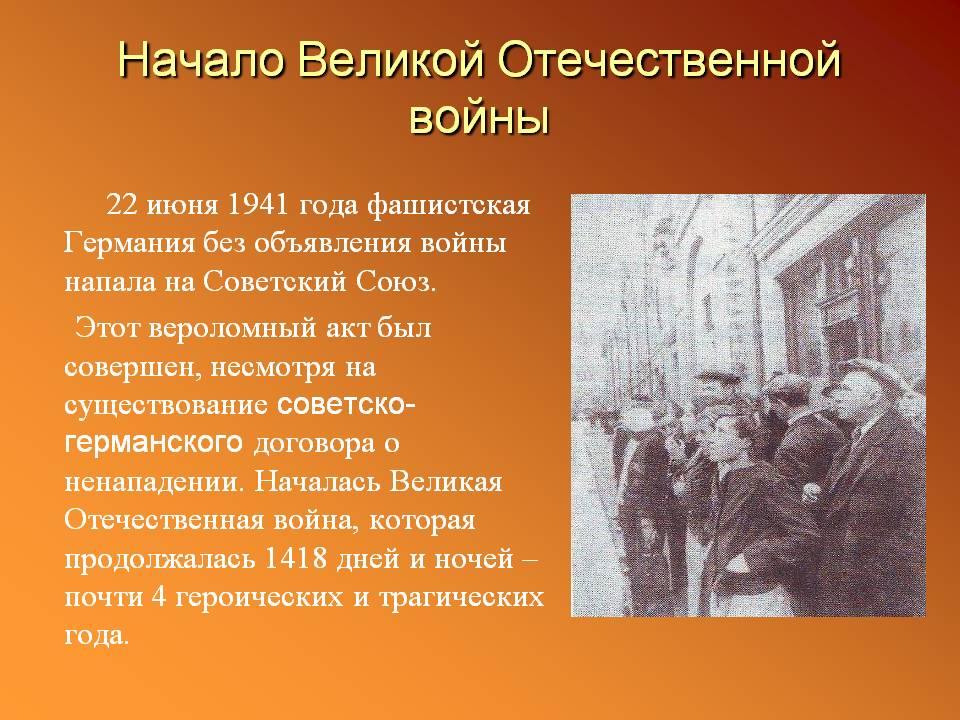 Начало Великой Отечественной
войны
22 июня 1941 года фашистская
Германия без объявления войны
напала на Советский Союз.
Этот вероломный акт был
совершен, несмотря на
существование советско-
германского договора о
ненападении. Началась Великая
Отечественная война, которая
продолжалась 1418 дней и ночей –
почти 4 героических и трагических
года.